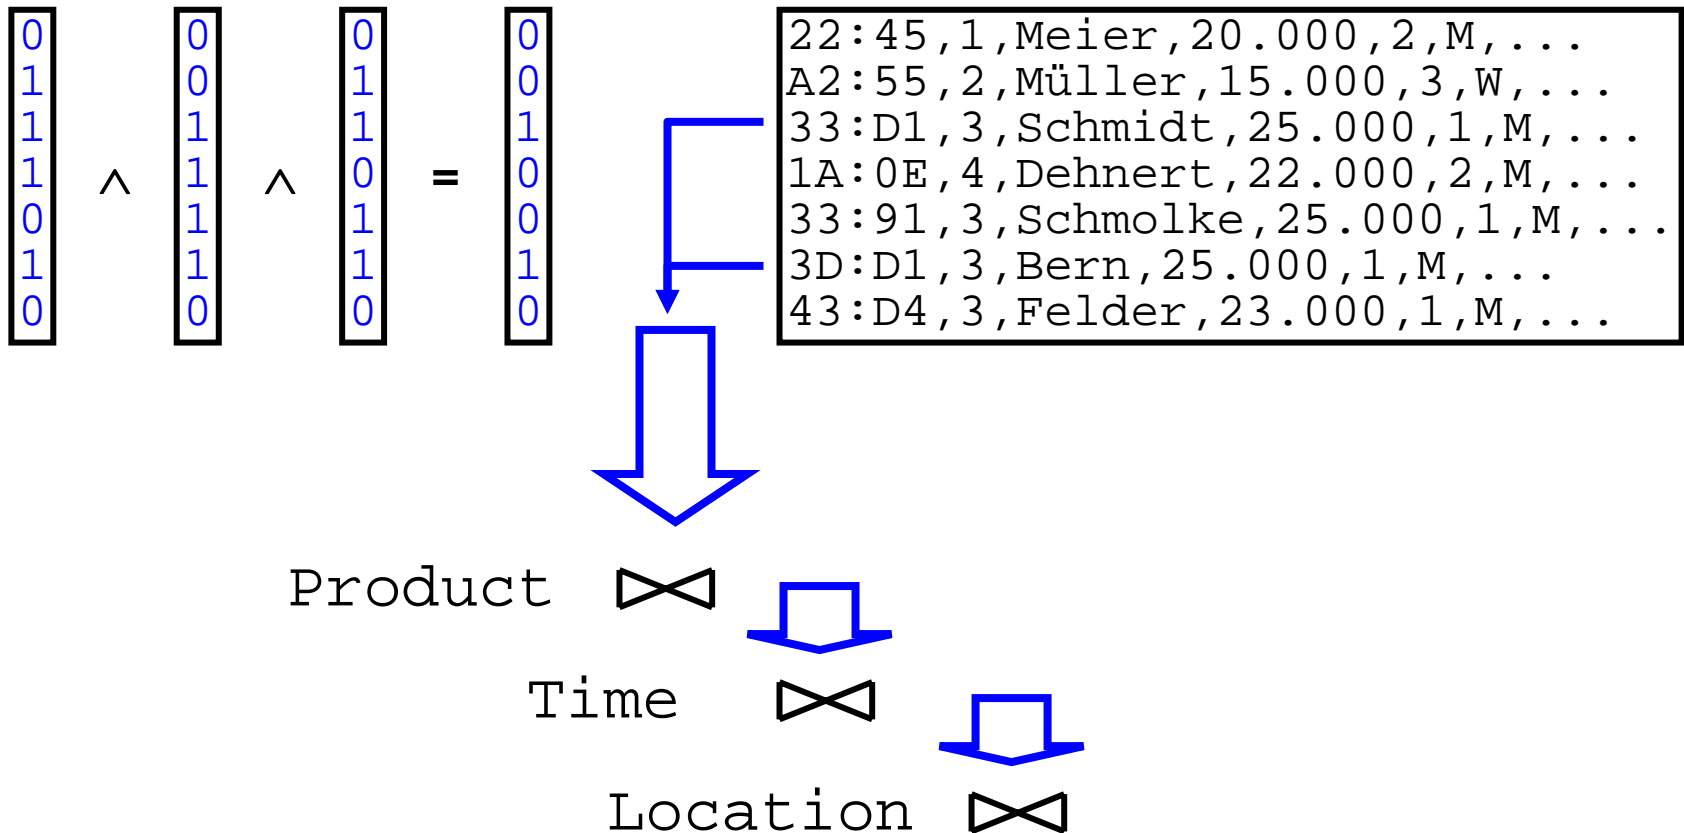 0 0 0 0 22:45,1,Meier,20.000,2,M,...
1 0 1 0 A2:55,2,Müller,15.000,3,W,...
1 1 1 1 33:D1,3,Schmidt,25.000,1,M,...
1 ∧ 1 ∧ 0 = 0 1A:0E,4,Dehnert,22.000,2,M,...
0 1 1 0 33:91,3,Schmolke,25.000,1,M,...
1 1 1 1 3D:D1,3,Bern,25.000,1,M,...
0 0 0 0 43:D4,3,Felder,23.000,1,M,...
Product ⋈
Time ⋈
Location ⋈